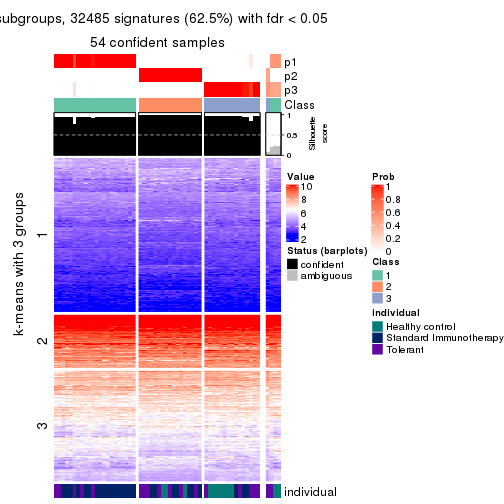 subgroups, 32485 signatures (62.5%) with fdr < 0.05
54 confident samples
p1
p2
p3
Class
1
0.5
0
Silhouette
score
k-means with 3 groups
1
2
3
individual
Value
10
8
6
4
2
Status (barplots)
confident
ambiguous
Prob
1
0.8
0.6
0.4
0.2
0
Class
1
2
3
individual
Healthy control
Standard Immunotherapy
Tolerant